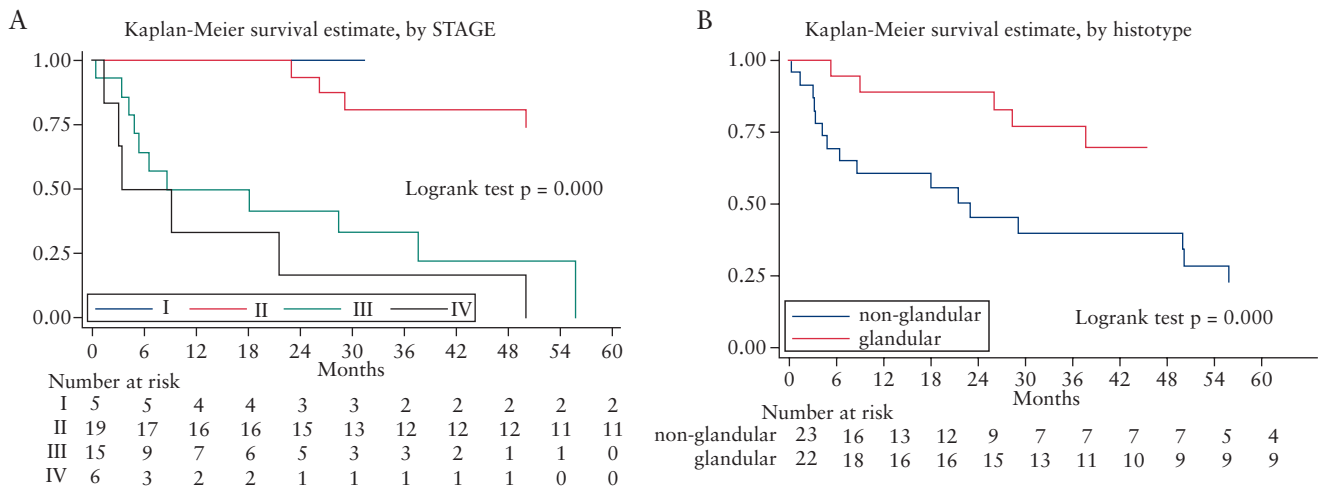 A
Kaplan-Meier survival estimate, by STAGE
1.00
0.75
0.50
0.25
0.00
Logrank test p = 0.000
I II III IV
0 6 12 18 24 30 36 42 48 54 60
Months
Number at risk
I 5 5 4 4 3 3 2 2 2 2 2
II 19 17 16 16 15 13 12 12 12 11 11
III 15 9 7 6 5 3 3 2 1 1 0
IV 6 3 2 2 1 1 1 1 1 0 0
B
Kaplan-Meier survival estimate, by histotype
1.00
0.75
0.50
0.25
0.00
non-glandular
glandular
Logrank test p = 0.000
0 6 12 18 24 30 36 42 48 54 60
Months
Number at risk
non-glandular 23 16 13 12 9 7 7 7 7 5 4
glandular 22 18 16 16 15 13 11 10 9 9 9